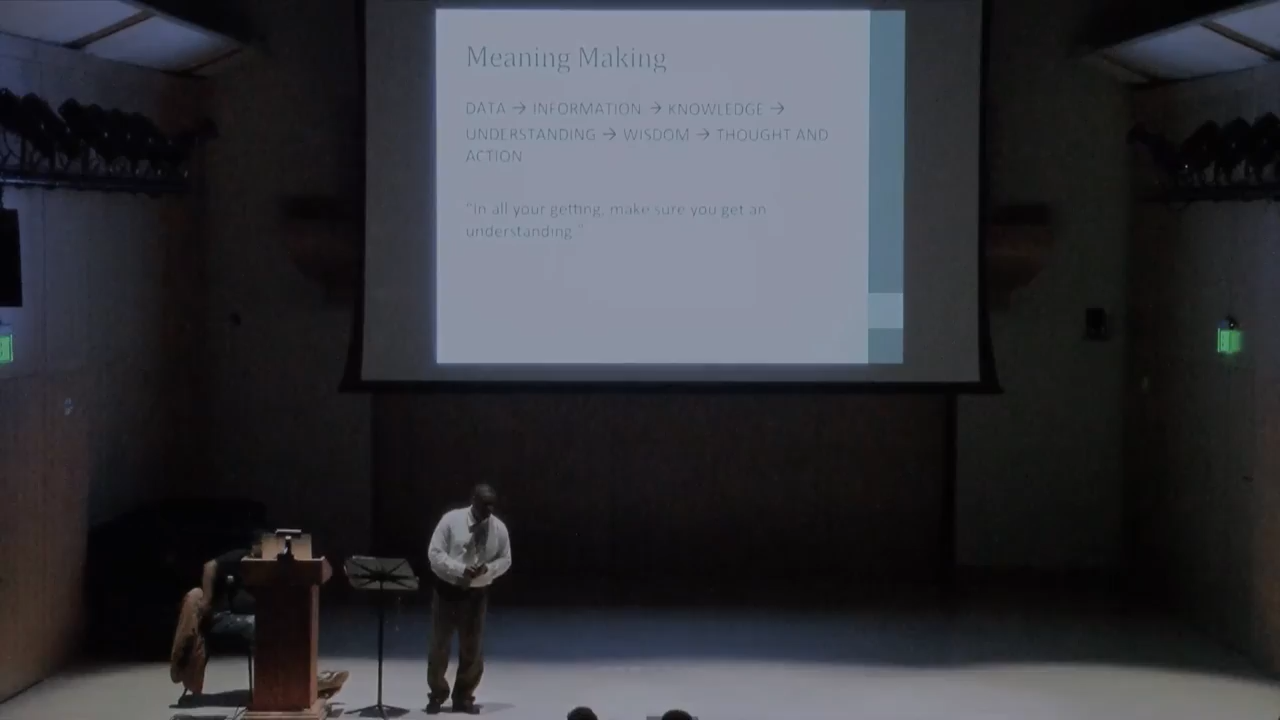 Meaning Making
DATA → INFORMATION → KNOWLEDGE →
UNDERSTANDING → WISDOM → THOUGHT AND
ACTION
"In all your getting, make sure you get an
understanding."